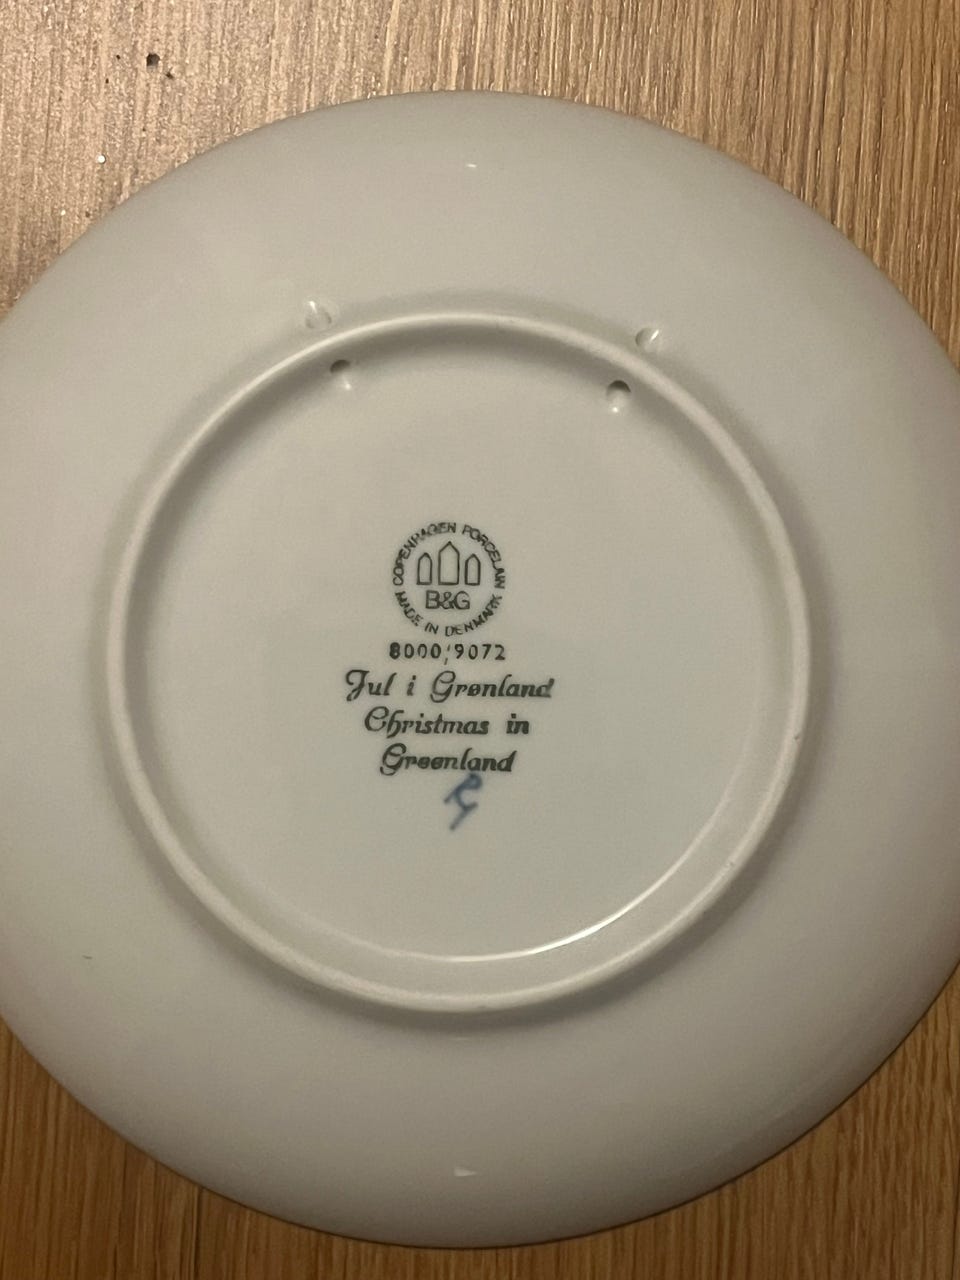 COPENHAGEN PORCELAIN
B&G
MADE IN DENMARK
8000/9072
Jul i Grønland
Christmas in
Greenland